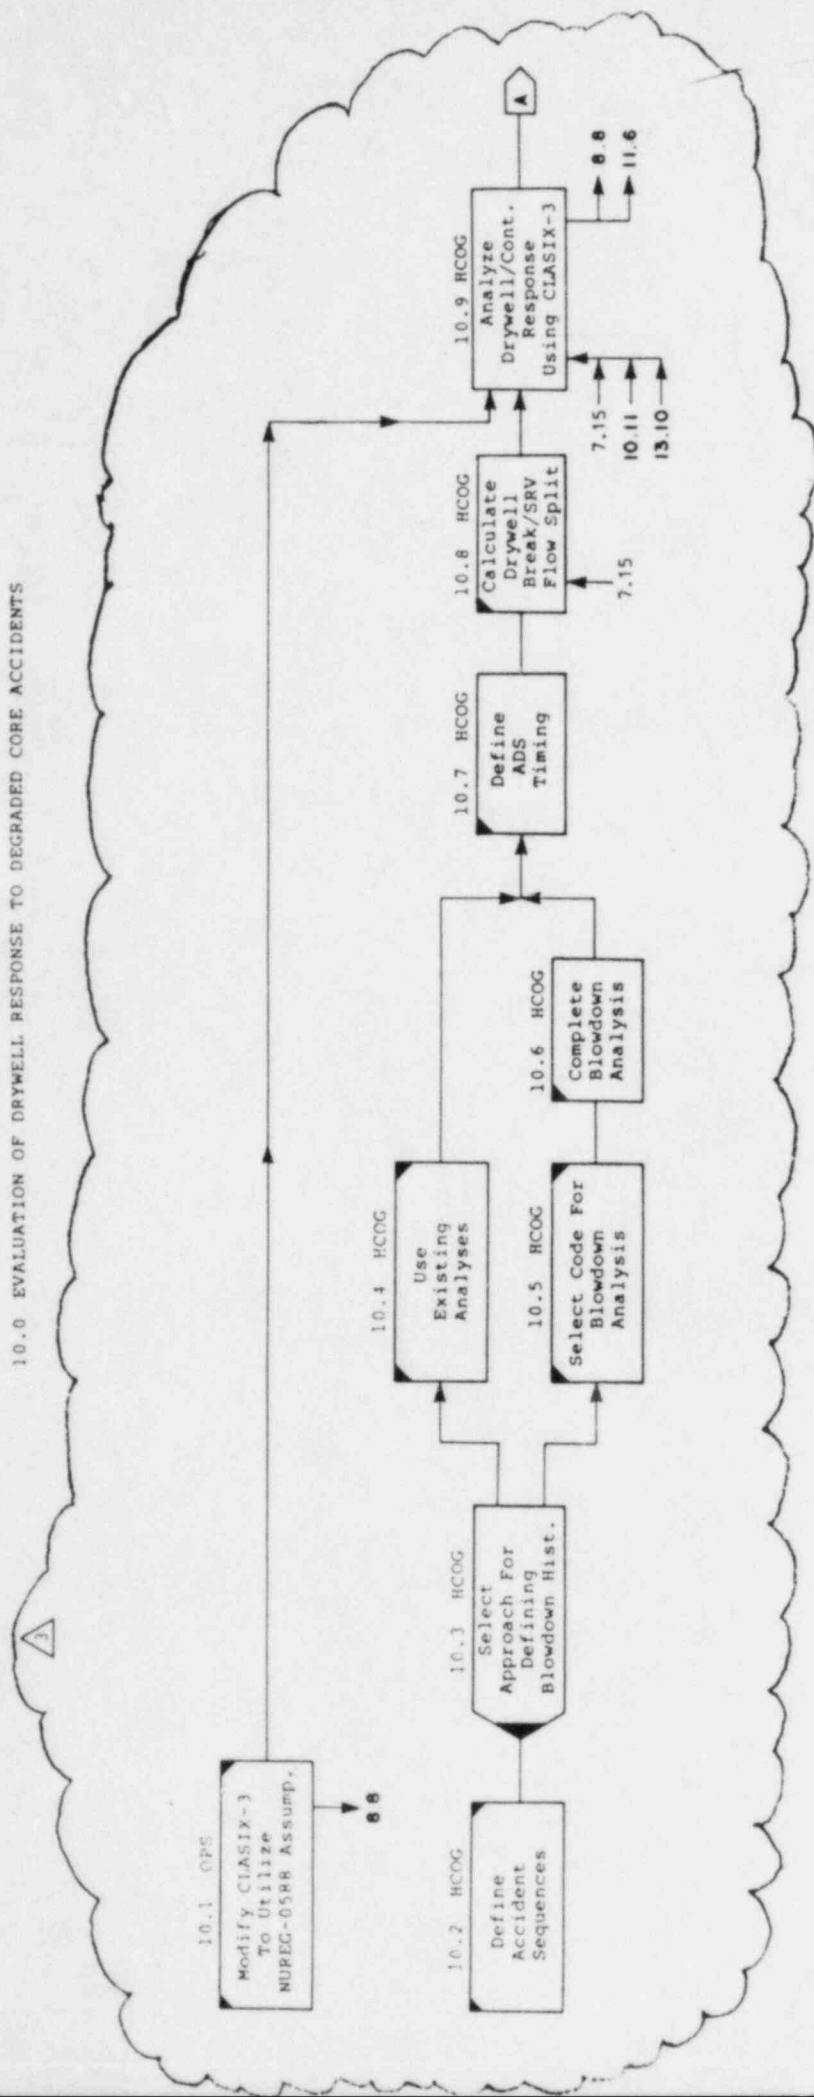 10.0 EVALUATION OF DRYWELL RESPONSE TO DEGRADED CORE ACCIDENTS
3
10.1 OPS
Modify CLASIX-3
To Utilize
NUREG-0588 Assump.
8.8
10.2 HCOG
Define
Accident
Sequences
10.3 HCOG
Select
Approach For
Defining
Blowdown Hist.
10.4 HCOG
Use
Existing
Analyses
10.5 HCOG
Select Code For
Blowdown
Analysis
10.6 HCOG
Complete
Blowdown
Analysis
10.7 HCOG
Define
ADS
Timing
10.8 HCOG
Calculate
Drywell
Break/SRV
Flow Split
7.15
10.9 HCOG
Analyze
Drywell/Cont.
Response
Using CLASIX-3
7.15
10.11
13.10
8.8
11.6
A